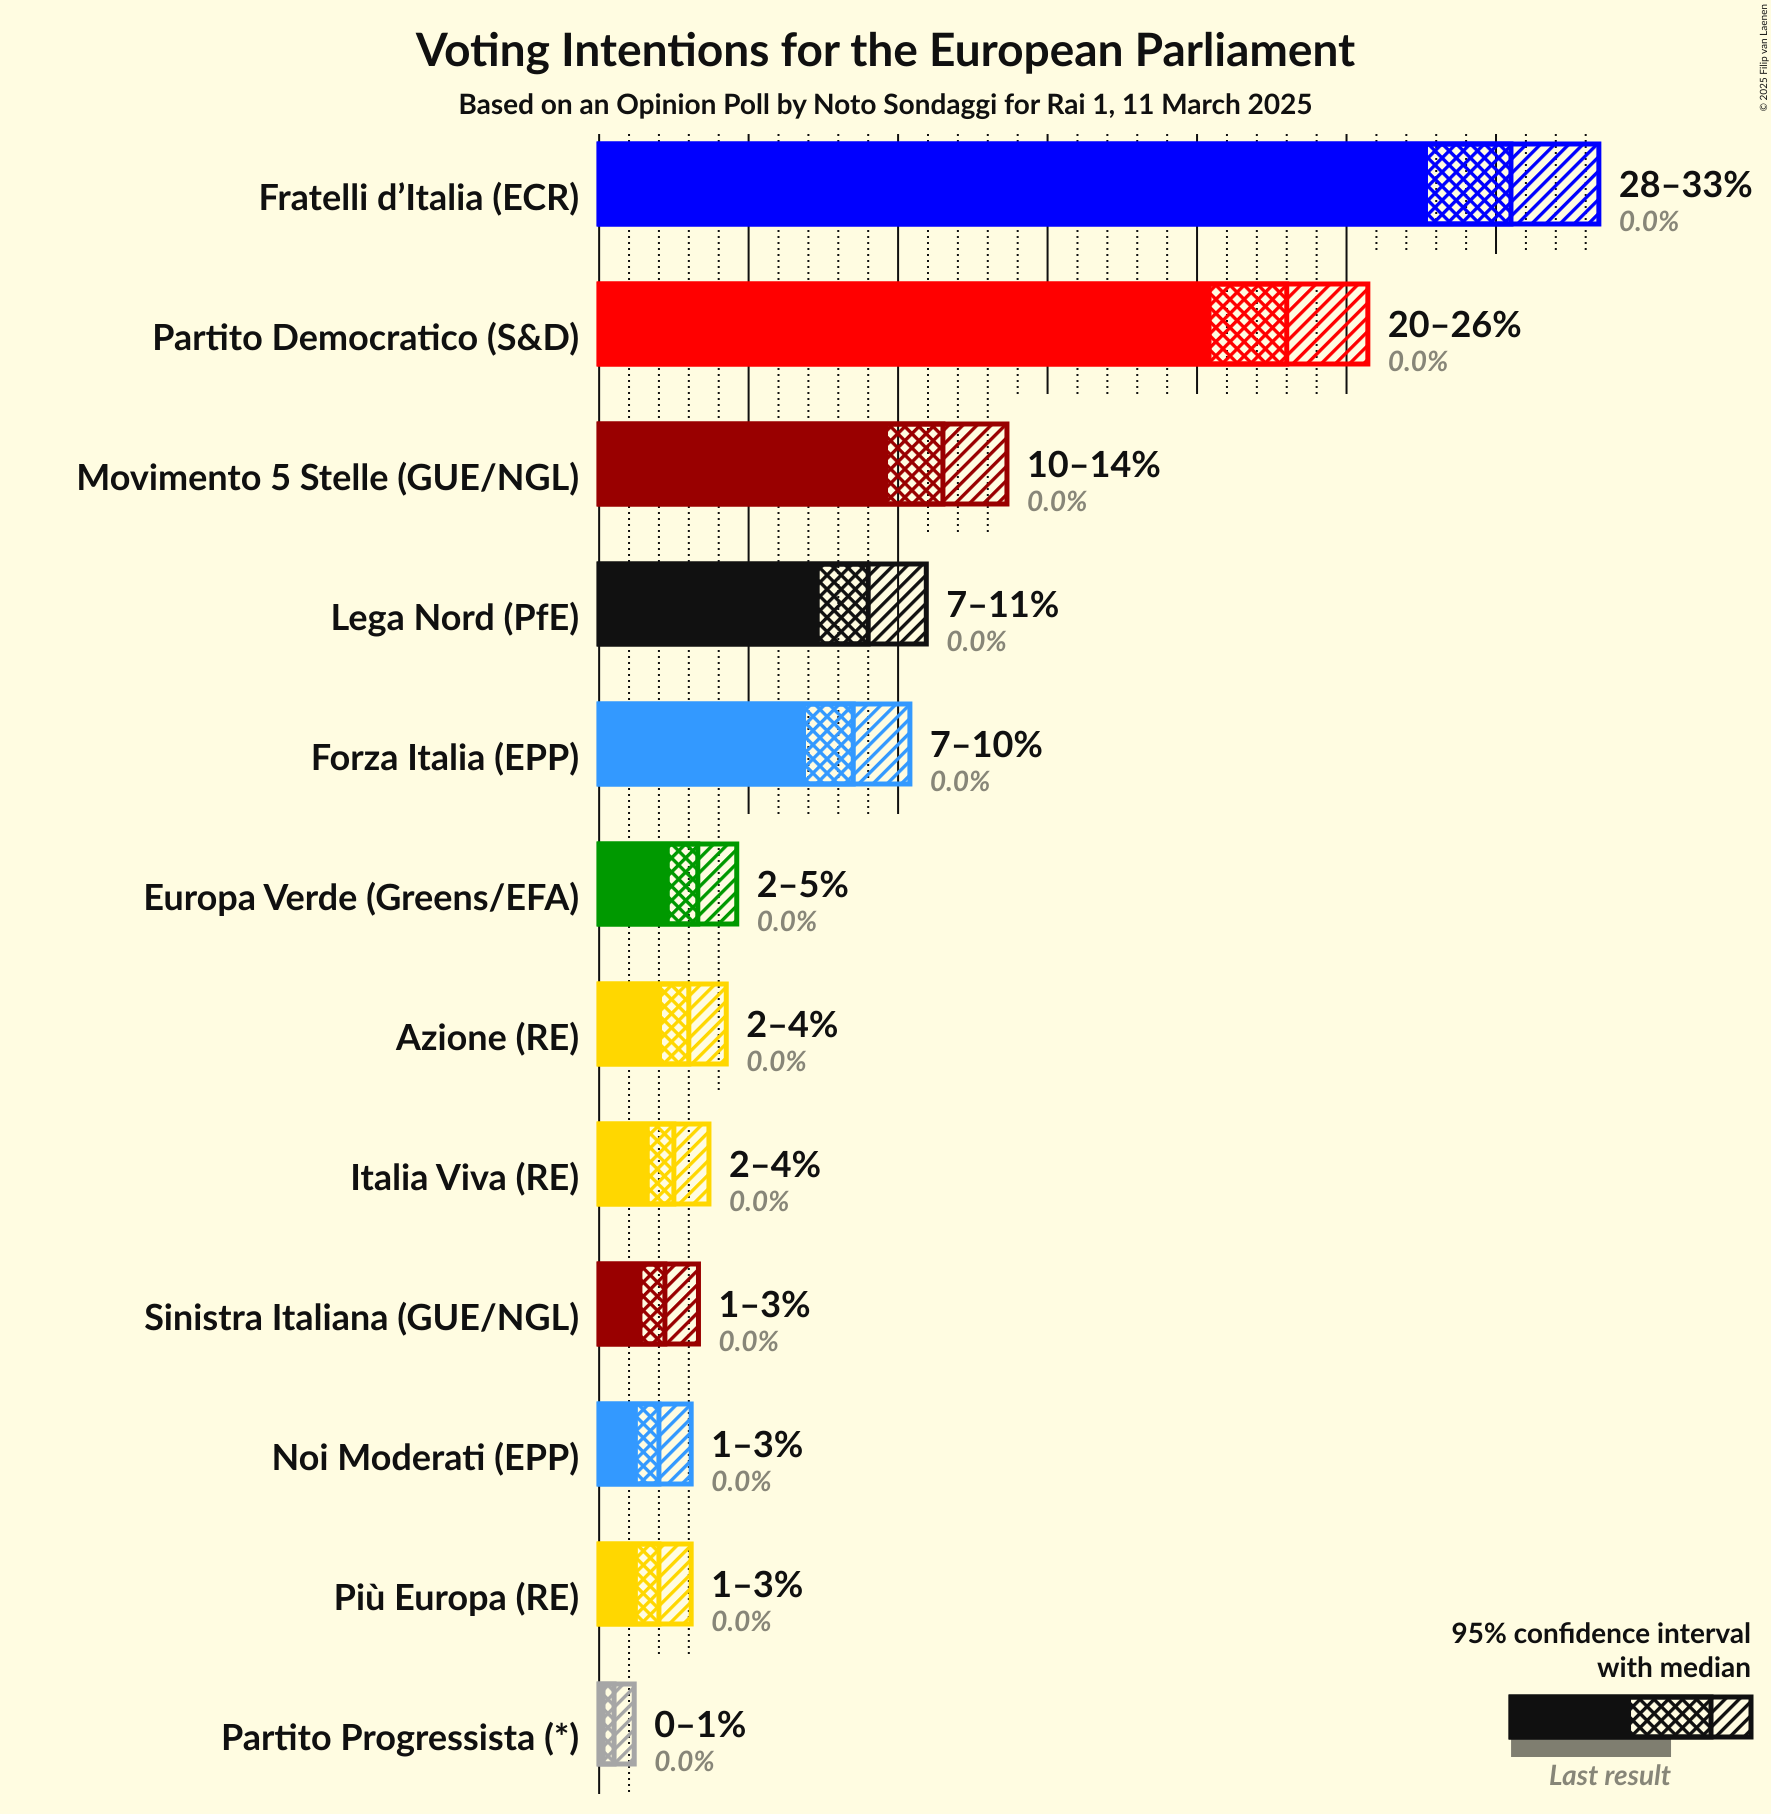 © 2025 Filip van Laenen
Voting Intentions for the European Parliament
Based on an Opinion Poll by Noto Sondaggi for Rai 1, 11 March 2025
Fratelli d’Italia (ECR)
28–33%
0.0%
Partito Democratico (S&D)
20–26%
0.0%
Movimento 5 Stelle (GUE/NGL)
10–14%
0.0%
Lega Nord (PfE)
7–11%
0.0%
Forza Italia (EPP)
7–10%
0.0%
Europa Verde (Greens/EFA)
2–5%
0.0%
Azione (RE)
2–4%
0.0%
Italia Viva (RE)
2–4%
0.0%
Sinistra Italiana (GUE/NGL)
1–3%
0.0%
Noi Moderati (EPP)
1–3%
0.0%
Più Europa (RE)
1–3%
0.0%
Partito Progressista (*)
0–1%
0.0%
95% confidence interval
with median
Last result